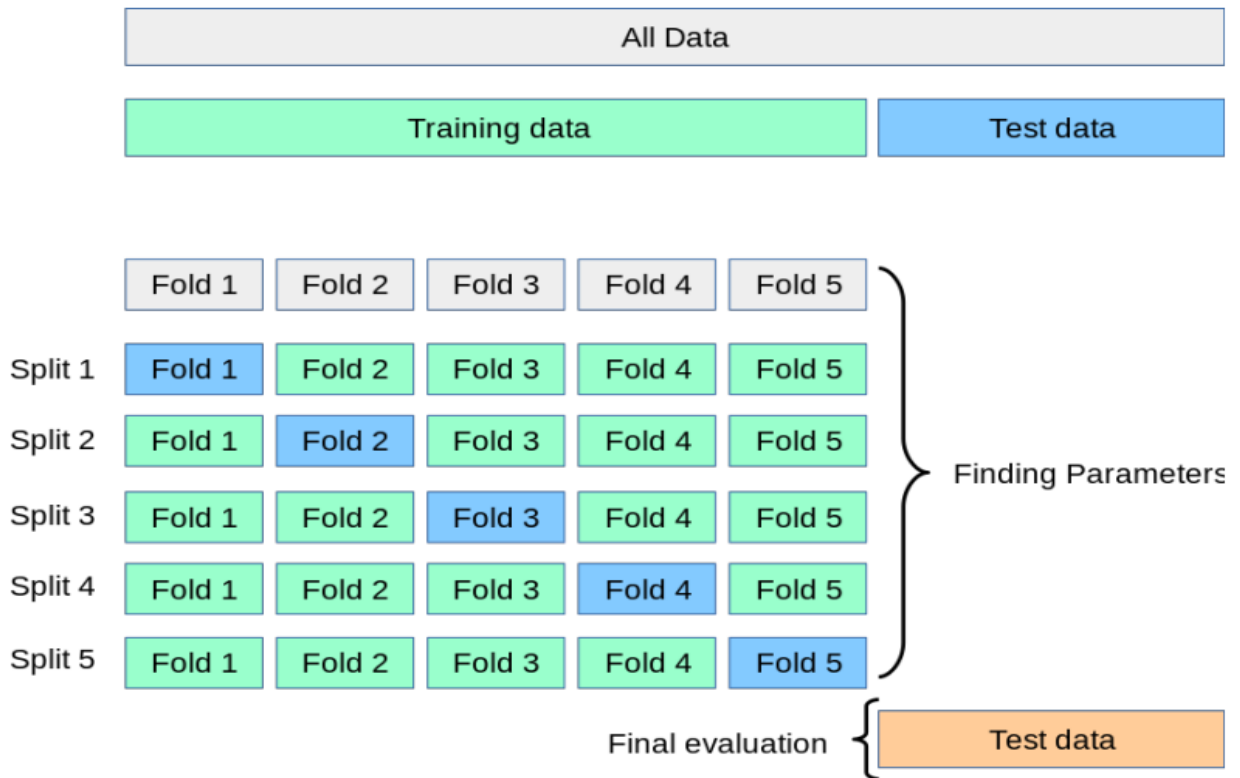 All Data
Training data Test data
Fold 1 Fold 2 Fold 3 Fold 4 Fold 5
Split 1 Fold 1 Fold 2 Fold 3 Fold 4 Fold 5
Split 2 Fold 1 Fold 2 Fold 3 Fold 4 Fold 5
Finding Parameters
Split 3 Fold 1 Fold 2 Fold 3 Fold 4 Fold 5
Split 4 Fold 1 Fold 2 Fold 3 Fold 4 Fold 5
Split 5 Fold 1 Fold 2 Fold 3 Fold 4 Fold 5
Final evaluation Test data